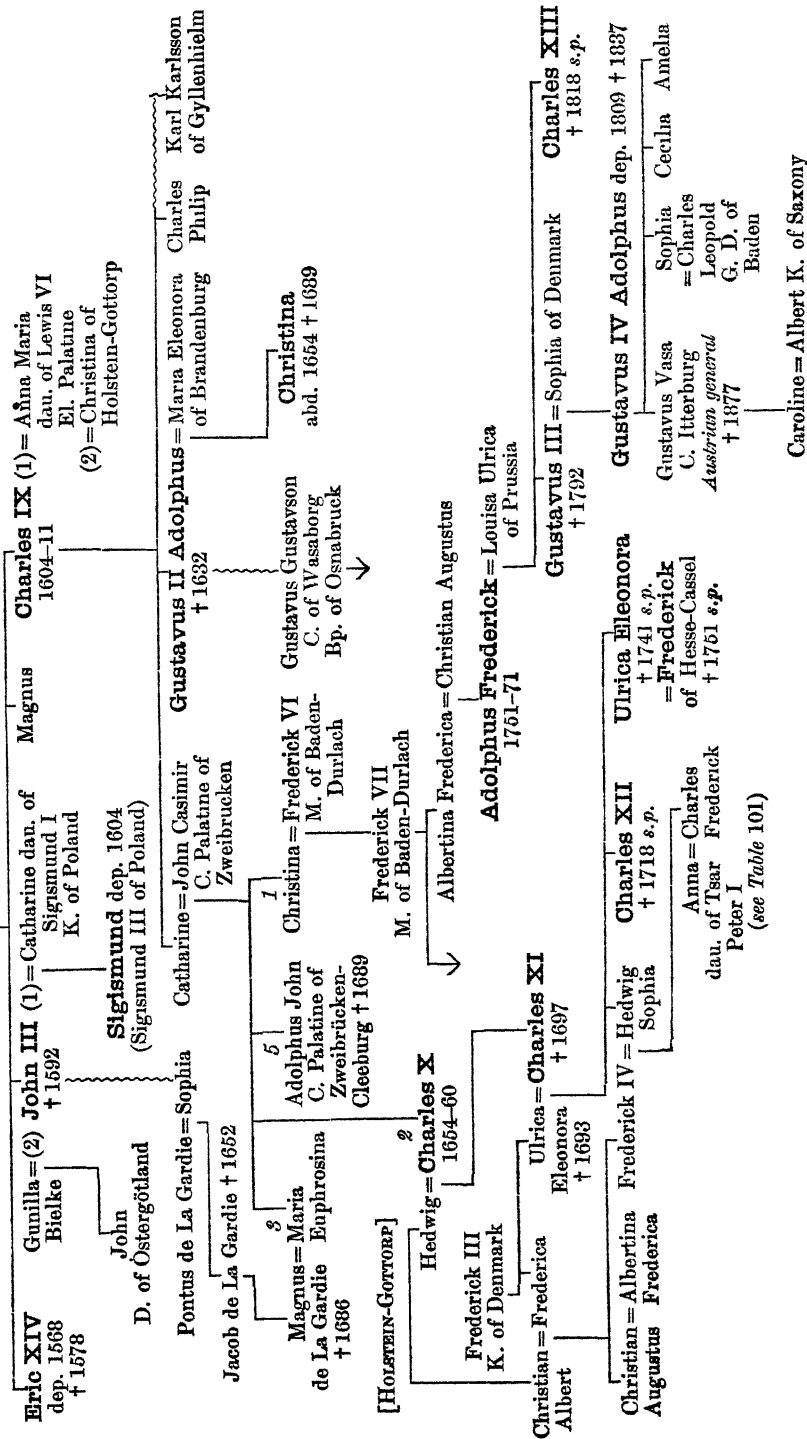 Eric XIV
dep. 1568
† 1578
Gunilla = (2) John III (1) = Catharine dau. of
Bielke
† 1592
Sigismund I
K. of Poland
Magnus
Charles IX (1) = Anna Maria
1604–11
dau. of Lewis VI
El. Palatine
(2) = Christina of
Holstein-Gottorp
John
D. of Östergötland
Sigismund dep. 1604
(Sigismund III of Poland)
Pontus de La Gardie = Sophia
Catharine = John Casimir
C. Palatine of
Zweibrucken
Gustavus II Adolphus = Maria Eleonora
† 1632
of Brandenburg
Charles
Philip
Karl Karlsson
of Gyllenhielm
Jacob de La Gardie † 1652
Gustavus Gustavson
C. of Wasaborg
Bp. of Osnabruck
Christina
abd. 1654 † 1689
3
Magnus = Maria
de La Gardie Euphrosina
† 1686
5
Adolphus John
C. Palatine of
Zweibrücken-
Cleeburg † 1689
1
Christina = Frederick VI
M. of Baden-
Durlach
Frederick VII
M. of Baden-Durlach
[HOLSTEIN-GOTTORP]
2
Hedwig = Charles X
1654–60
Albertina Frederica = Christian Augustus
Frederick III
K. of Denmark
Adolphus Frederick = Louisa Ulrica
1751–71
of Prussia
Christian = Frederica
Albert
Ulrica = Charles XI
Eleonora
† 1693
† 1697
Gustavus III = Sophia of Denmark
† 1792
Charles XIII
† 1818 s.p.
Christian = Albertina
Augustus Frederica
Frederick IV = Hedwig
Sophia
Charles XII
† 1718 s.p.
Ulrica Eleonora
† 1741 s.p.
= Frederick
of Hesse-Cassel
† 1751 s.p.
Gustavus IV Adolphus dep. 1809 † 1837
Anna = Charles
dau. of Tsar Frederick
Peter I
(see Table 101)
Gustavus Vasa
C. Itterburg
Austrian general
† 1877
Sophia
= Charles
Leopold
G. D. of
Baden
Cecilia
Amelia
Caroline = Albert K. of Saxony